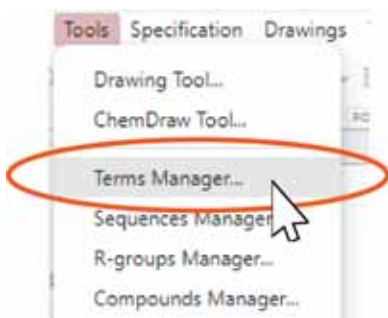 Tools Specification Drawings
Drawing Tool...
ChemDraw Tool...
Terms Manager...
Sequences Manager
R-groups Manager...
Compounds Manager...